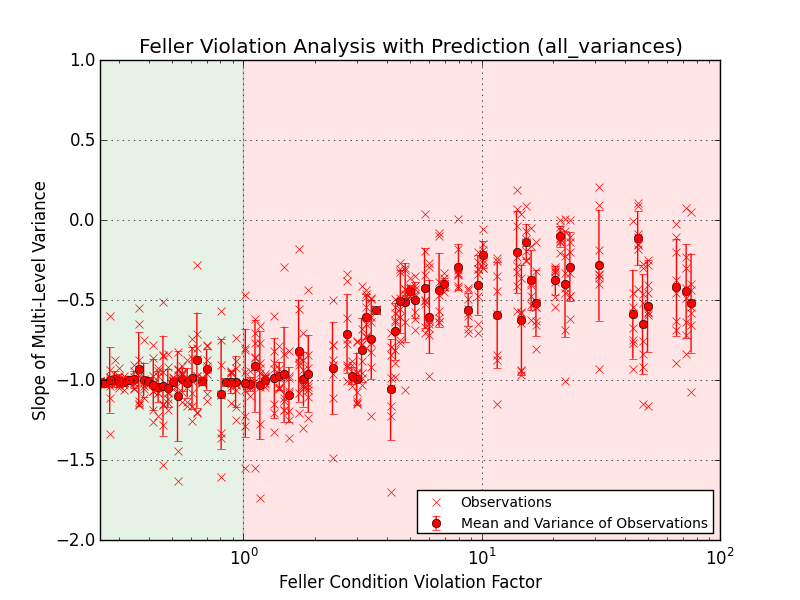 Feller Violation Analysis with Prediction (all_variances)
Slope of Multi-Level Variance
1.0
0.5
0.0
−0.5
−1.0
−1.5
−2.0
Observations
Mean and Variance of Observations
10⁰ 10¹ 10²
Feller Condition Violation Factor